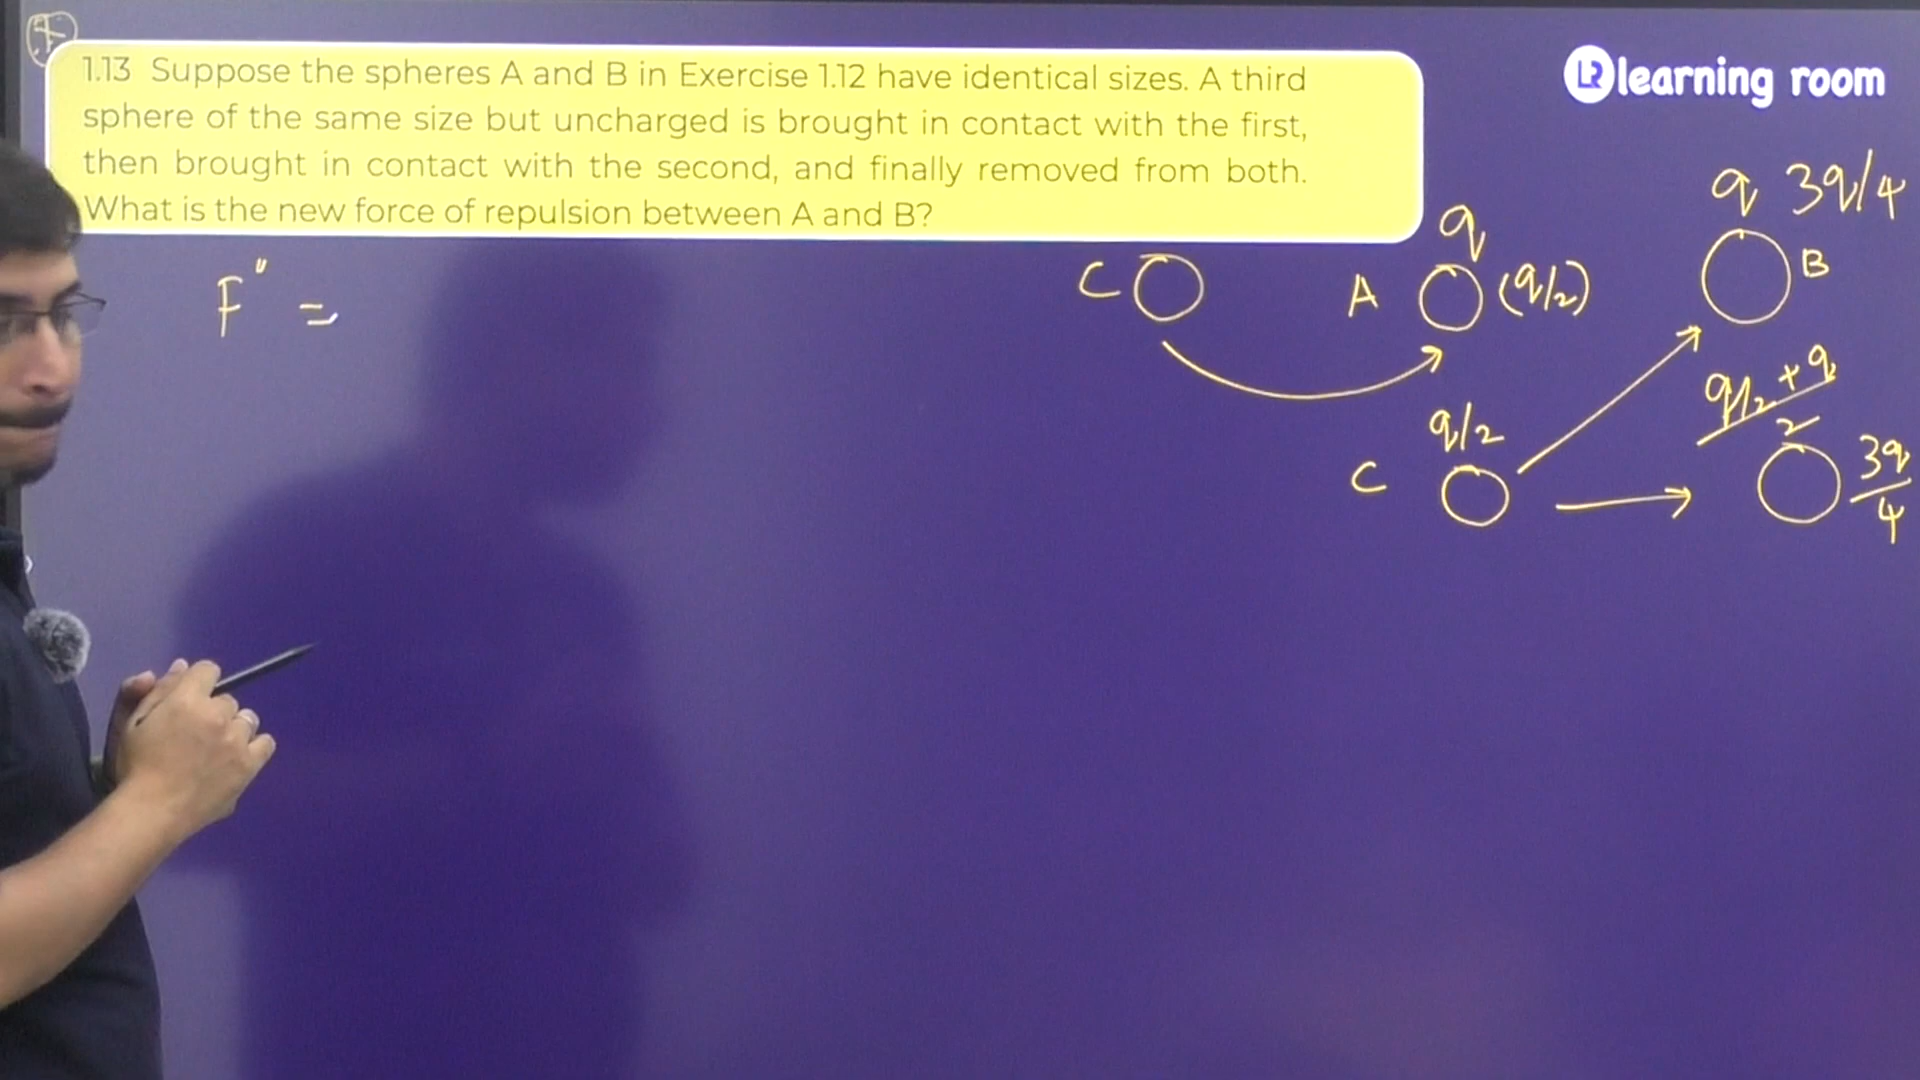 1.13 Suppose the spheres A and B in Exercise 1.12 have identical sizes. A third
sphere of the same size but uncharged is brought in contact with the first,
then brought in contact with the second, and finally removed from both.
What is the new force of repulsion between A and B?
LR learning room
F" =
C
A
q
(q/2)
q 3q/4
B
C
q/2
q/2 + q
2
3q
4